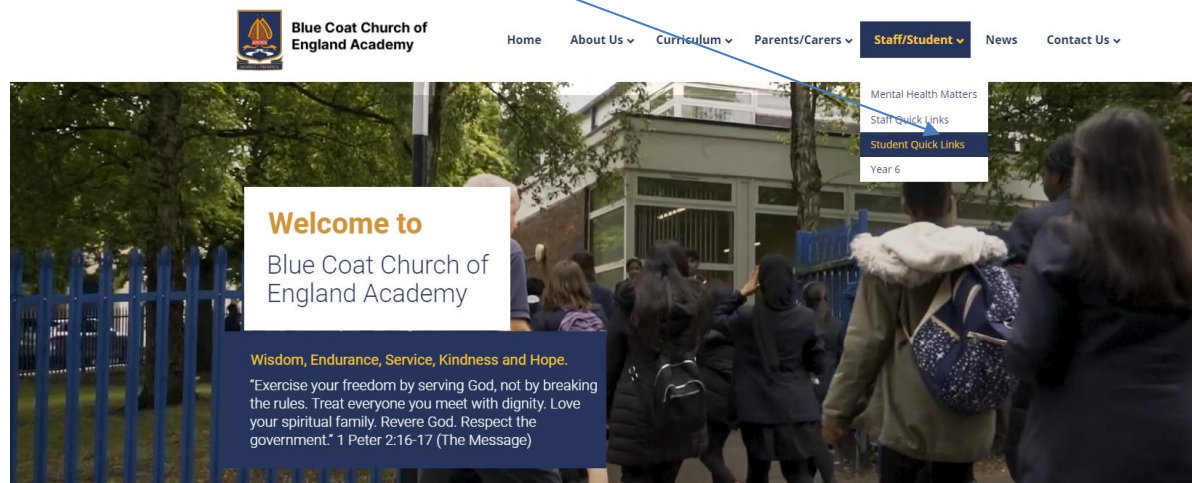 Blue Coat Church of
England Academy
Home About Us Curriculum Parents/Carers Staff/Student News Contact Us
Mental Health Matters
Staff Quick Links
Student Quick Links
Year 6
Welcome to
Blue Coat Church of
England Academy
Wisdom, Endurance, Service, Kindness and Hope.
"Exercise your freedom by serving God, not by breaking
the rules. Treat everyone you meet with dignity. Love
your spiritual family. Revere God. Respect the
government." 1 Peter 2:16-17 (The Message)